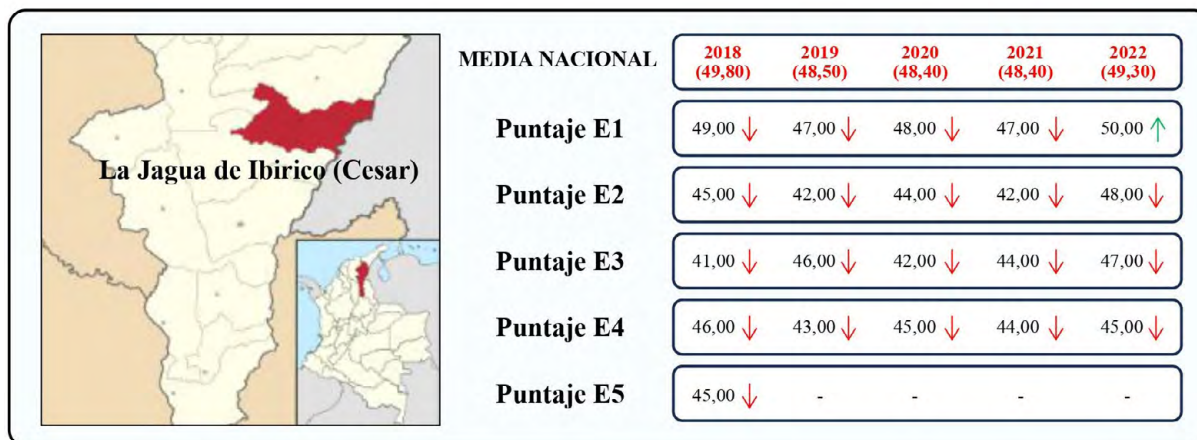 La Jagua de Ibirico (Cesar)
MEDIA NACIONAL 2018 2019 2020 2021 2022
(49,80) (48,50) (48,40) (48,40) (49,30)
Puntaje E1 49,00 ↓ 47,00 ↓ 48,00 ↓ 47,00 ↓ 50,00 ↑
Puntaje E2 45,00 ↓ 42,00 ↓ 44,00 ↓ 42,00 ↓ 48,00 ↓
Puntaje E3 41,00 ↓ 46,00 ↓ 42,00 ↓ 44,00 ↓ 47,00 ↓
Puntaje E4 46,00 ↓ 43,00 ↓ 45,00 ↓ 44,00 ↓ 45,00 ↓
Puntaje E5 45,00 ↓ - - - -